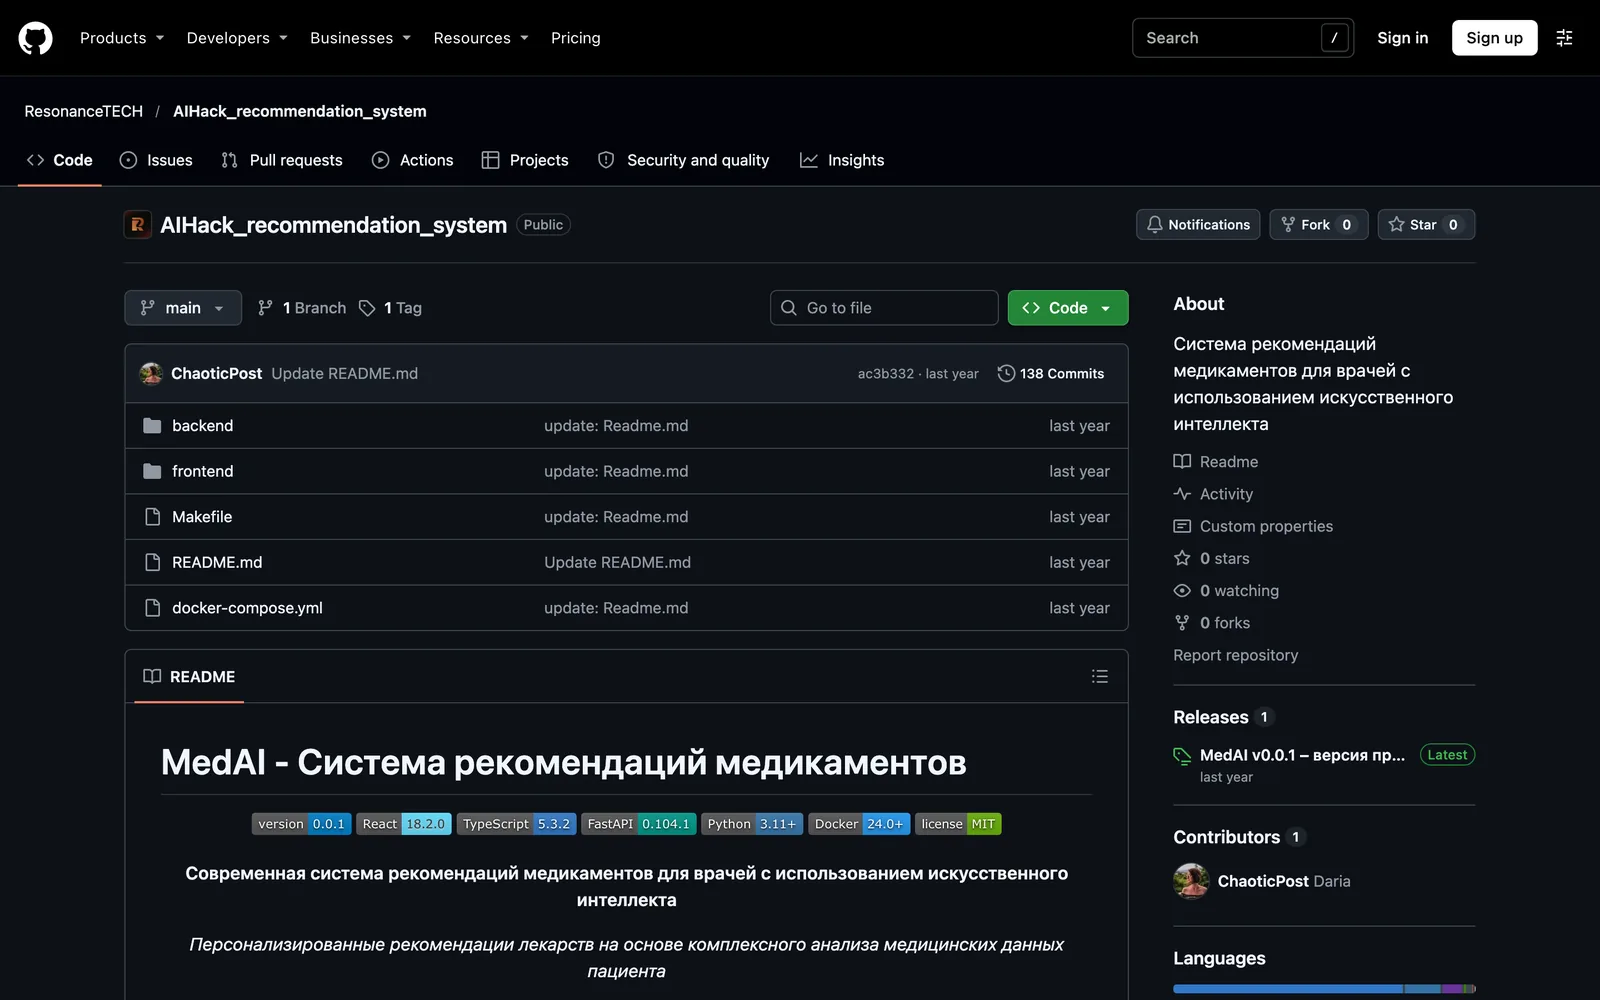 Products Developers Businesses Resources Pricing Search / Sign in Sign up
ResonanceTECH / AIHack_recommendation_system
Code Issues Pull requests Actions Projects Security and quality Insights
AIHack_recommendation_system Public Notifications Fork 0 Star 0
main 1 Branch 1 Tag Go to file Code
ChaoticPost Update README.md ac3b332 · last year 138 Commits
backend update: Readme.md last year
frontend update: Readme.md last year
Makefile update: Readme.md last year
README.md Update README.md last year
docker-compose.yml update: Readme.md last year
README
MedAI - Система рекомендаций медикаментов
version 0.0.1 React 18.2.0 TypeScript 5.3.2 FastAPI 0.104.1 Python 3.11+ Docker 24.0+ license MIT
Современная система рекомендаций медикаментов для врачей с использованием искусственного
интеллекта
Персонализированные рекомендации лекарств на основе комплексного анализа медицинских данных
пациента
About
Система рекомендаций
медикаментов для врачей с
использованием искусственного
интеллекта
Readme
Activity
Custom properties
0 stars
0 watching
0 forks
Report repository
Releases 1
MedAI v0.0.1 – версия пр... Latest
last year
Contributors 1
ChaoticPost Daria
Languages